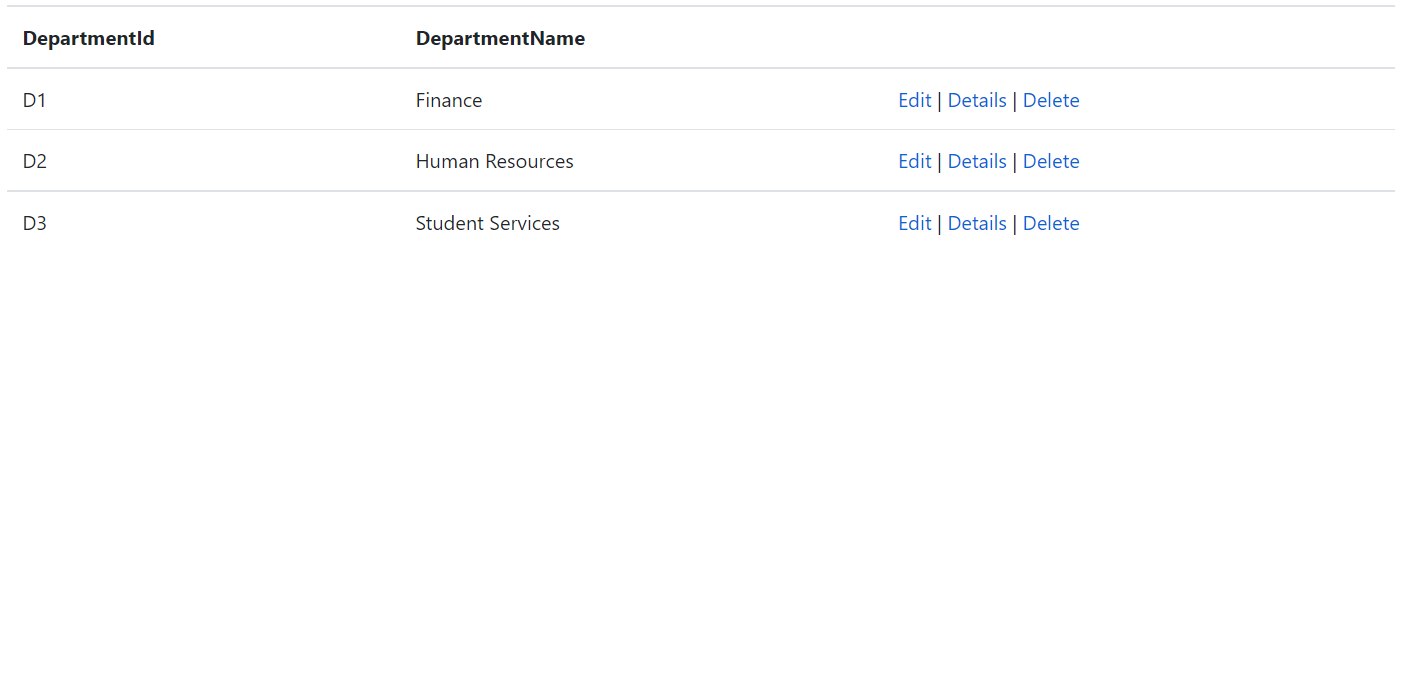 DepartmentId DepartmentName
D1 Finance Edit | Details | Delete
D2 Human Resources Edit | Details | Delete
D3 Student Services Edit | Details | Delete